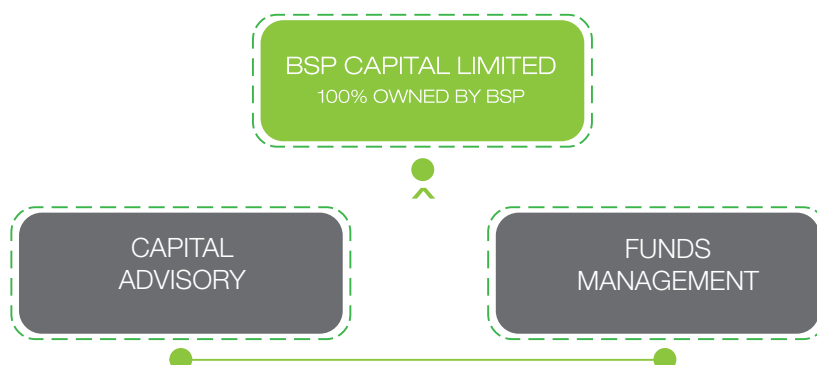 BSP CAPITAL LIMITED
100% OWNED BY BSP
CAPITAL
ADVISORY
FUNDS
MANAGEMENT